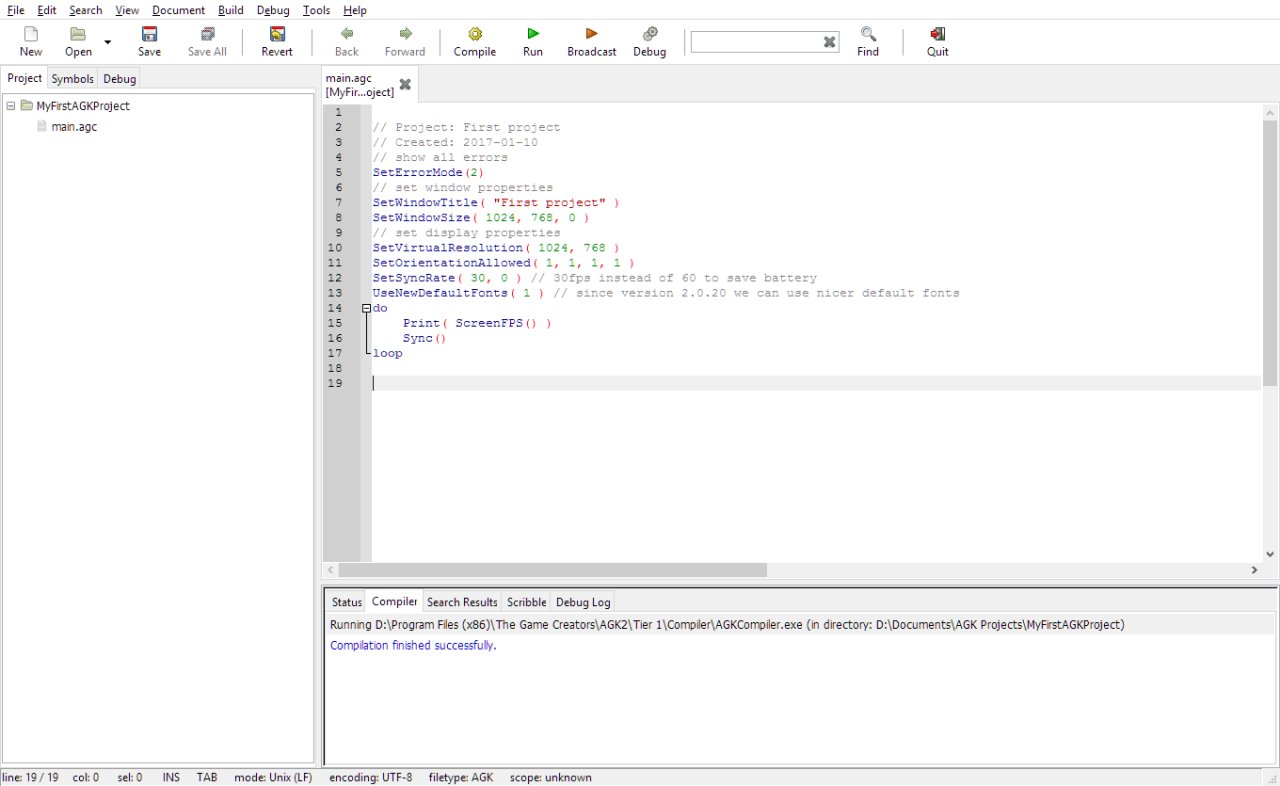 File Edit Search View Document Build Debug Tools Help
New Open Save Save All Revert Back Forward Compile Run Broadcast Debug Find Quit
Project Symbols Debug
MyFirstAGKProject
main.agc
main.agc
[MyFir...oject]
1
2 // Project: First project
3 // Created: 2017-01-10
4 // show all errors
5 SetErrorMode(2)
6 // set window properties
7 SetWindowTitle( "First project" )
8 SetWindowSize( 1024, 768, 0 )
9 // set display properties
10 SetVirtualResolution( 1024, 768 )
11 SetOrientationAllowed( 1, 1, 1, 1 )
12 SetSyncRate( 30, 0 ) // 30fps instead of 60 to save battery
13 UseNewDefaultFonts( 1 ) // since version 2.0.20 we can use nicer default fonts
14 do
15     Print( ScreenFPS() )
16     Sync()
17 loop
18
19
Status Compiler Search Results Scribble Debug Log
Running D:\Program Files (x86)\The Game Creators\AGK2\Tier 1\Compiler\AGKCompiler.exe (in directory: D:\Documents\AGK Projects\MyFirstAGKProject)
Compilation finished successfully.
line: 19 / 19 col: 0 sel: 0 INS TAB mode: Unix (LF) encoding: UTF-8 filetype: AGK scope: unknown